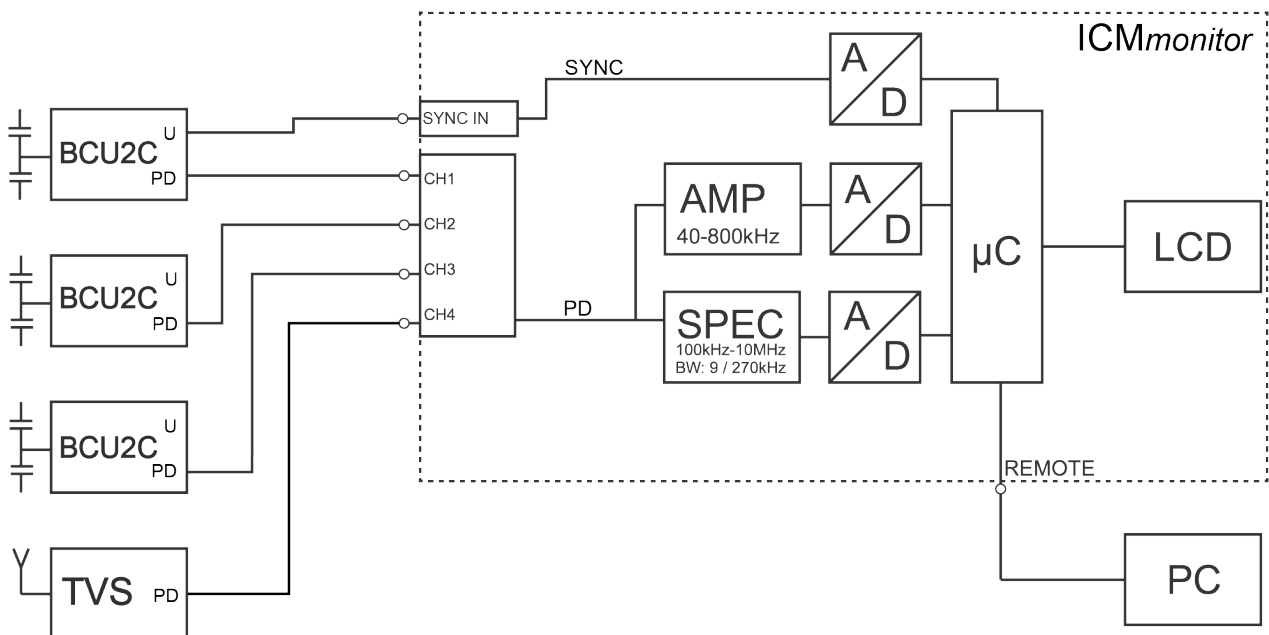 ICMmonitor
SYNC
A
D
SYNC IN
BCU2C
U
PD
CH1
CH2
CH3
CH4
PD
AMP
40-800kHz
A
D
µC
LCD
BCU2C
U
PD
SPEC
100kHz-10MHz
BW: 9 / 270kHz
A
D
BCU2C
U
PD
REMOTE
TVS
PD
PC